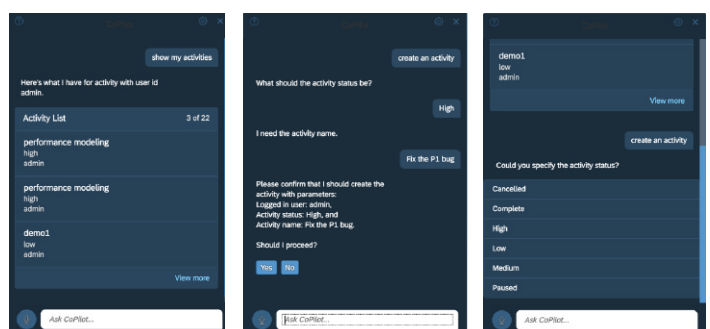 CoPilot
show my activities
Here's what I have for activity with user id
admin.
Activity List 3 of 22
performance modeling
high
admin
performance modeling
high
admin
demo1
low
admin
View more
Ask CoPilot...
CoPilot
create an activity
What should the activity status be?
High
I need the activity name.
Fix the P1 bug
Please confirm that I should create the
activity with parameters:
Logged in user: admin,
Activity status: High, and
Activity name: Fix the P1 bug.
Should I proceed?
Yes No
Ask CoPilot...
CoPilot
demo1
low
admin
View more
create an activity
Could you specify the activity status?
Cancelled
Complete
High
Low
Medium
Paused
Ask CoPilot...